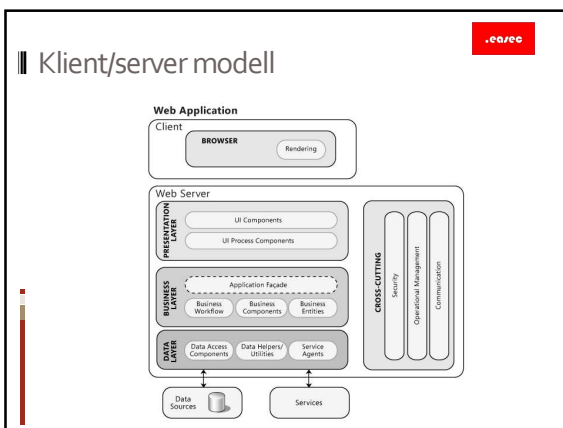 .easec
Klient/server modell
Web Application
Client
BROWSER
Rendering
Web Server
PRESENTATION
LAYER
UI Components
UI Process Components
BUSINESS
LAYER
Application Façade
Business
Workflow
Business
Components
Business
Entities
DATA
LAYER
Data Access
Components
Data Helpers/
Utilities
Service
Agents
CROSS-CUTTING
Security
Operational Management
Communication
Data
Sources
Services